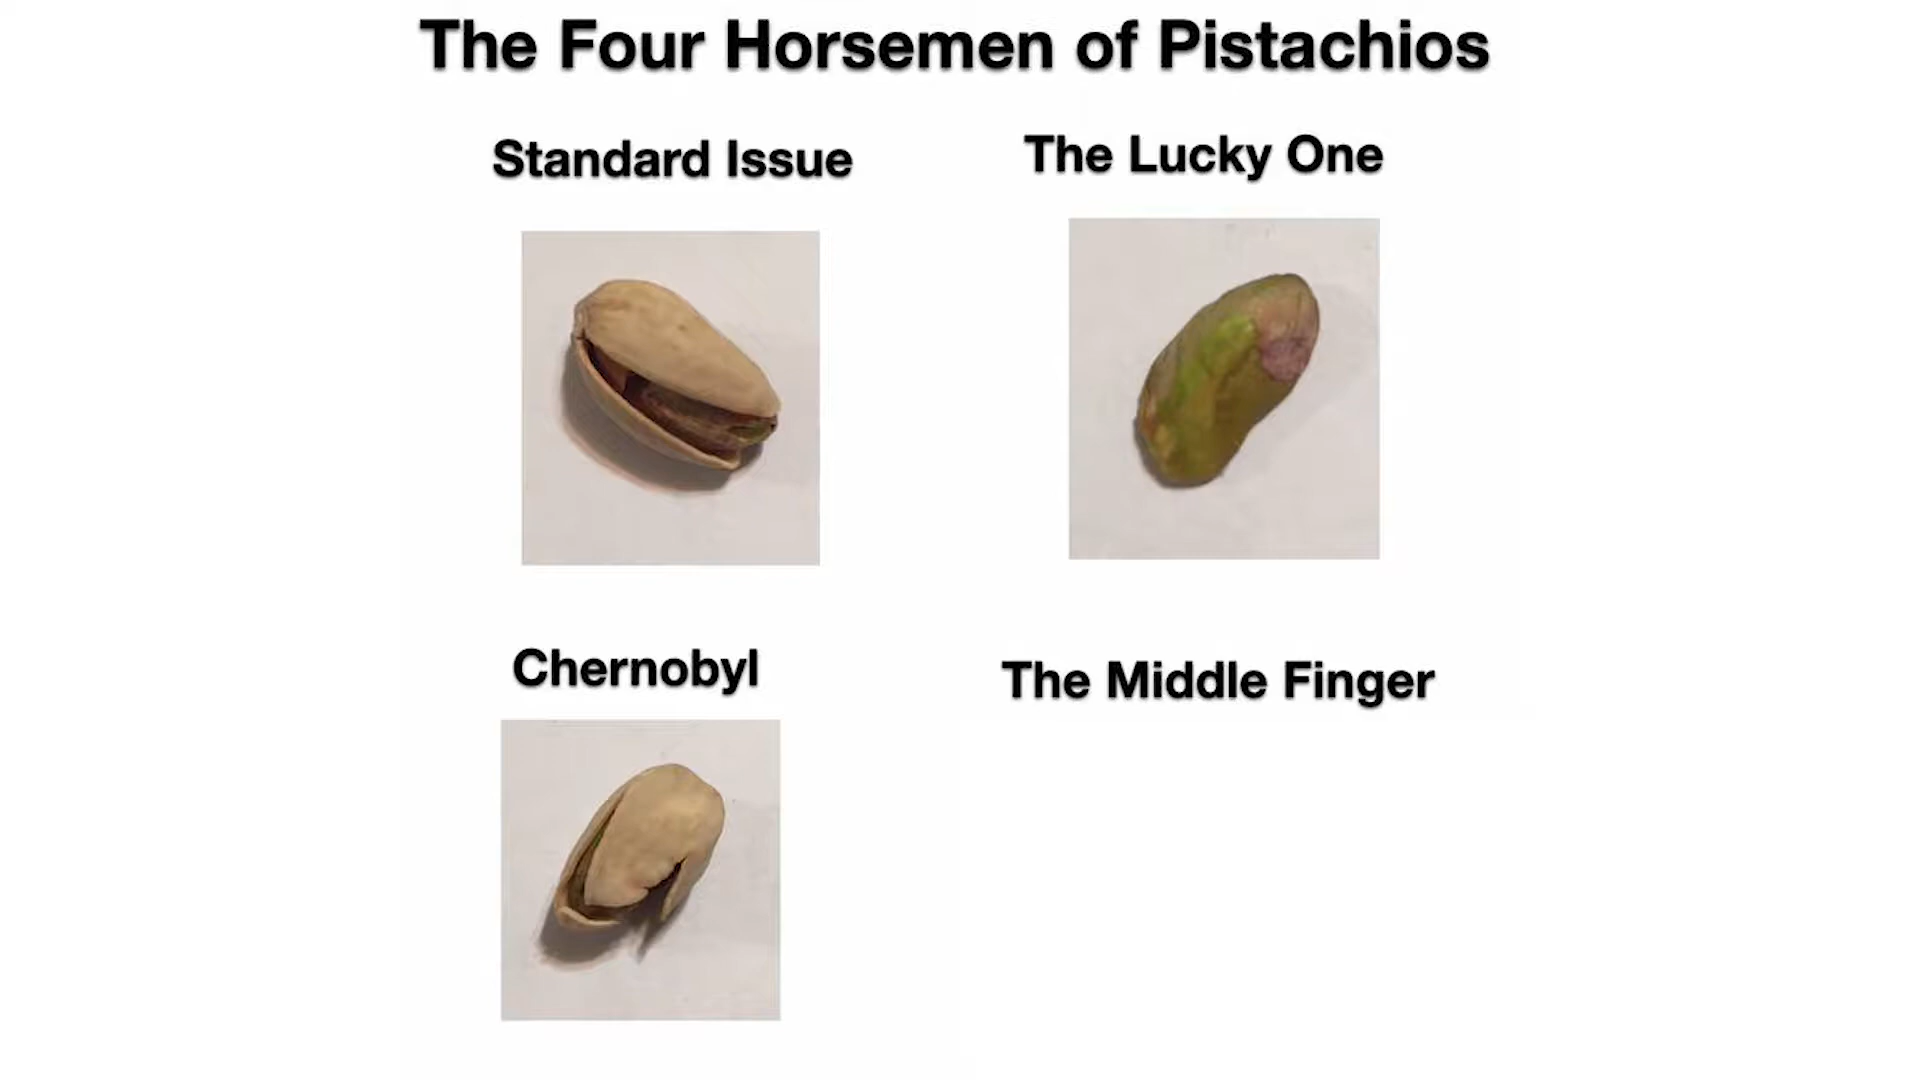 The Four Horsemen of Pistachios
Standard Issue
The Lucky One
Chernobyl
The Middle Finger